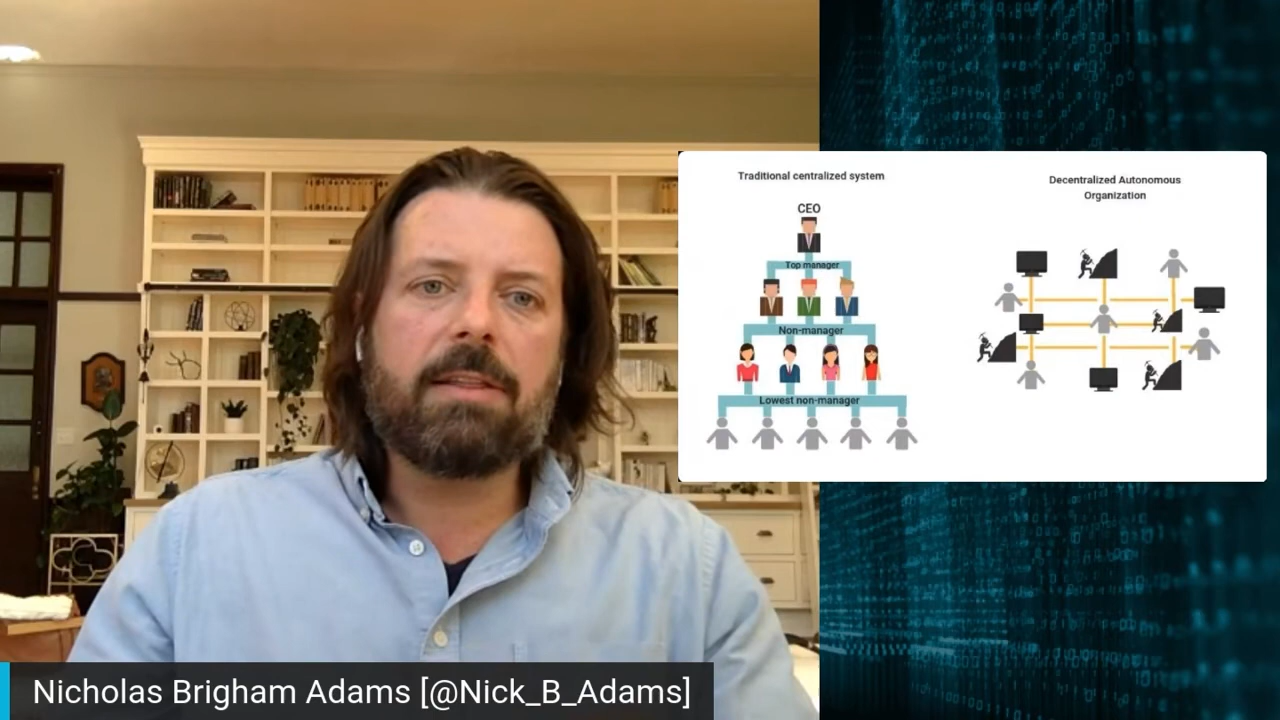 Traditional centralized system
CEO
Top manager
Non-manager
Lowest non-manager
Decentralized Autonomous
Organization
Nicholas Brigham Adams [@Nick_B_Adams]